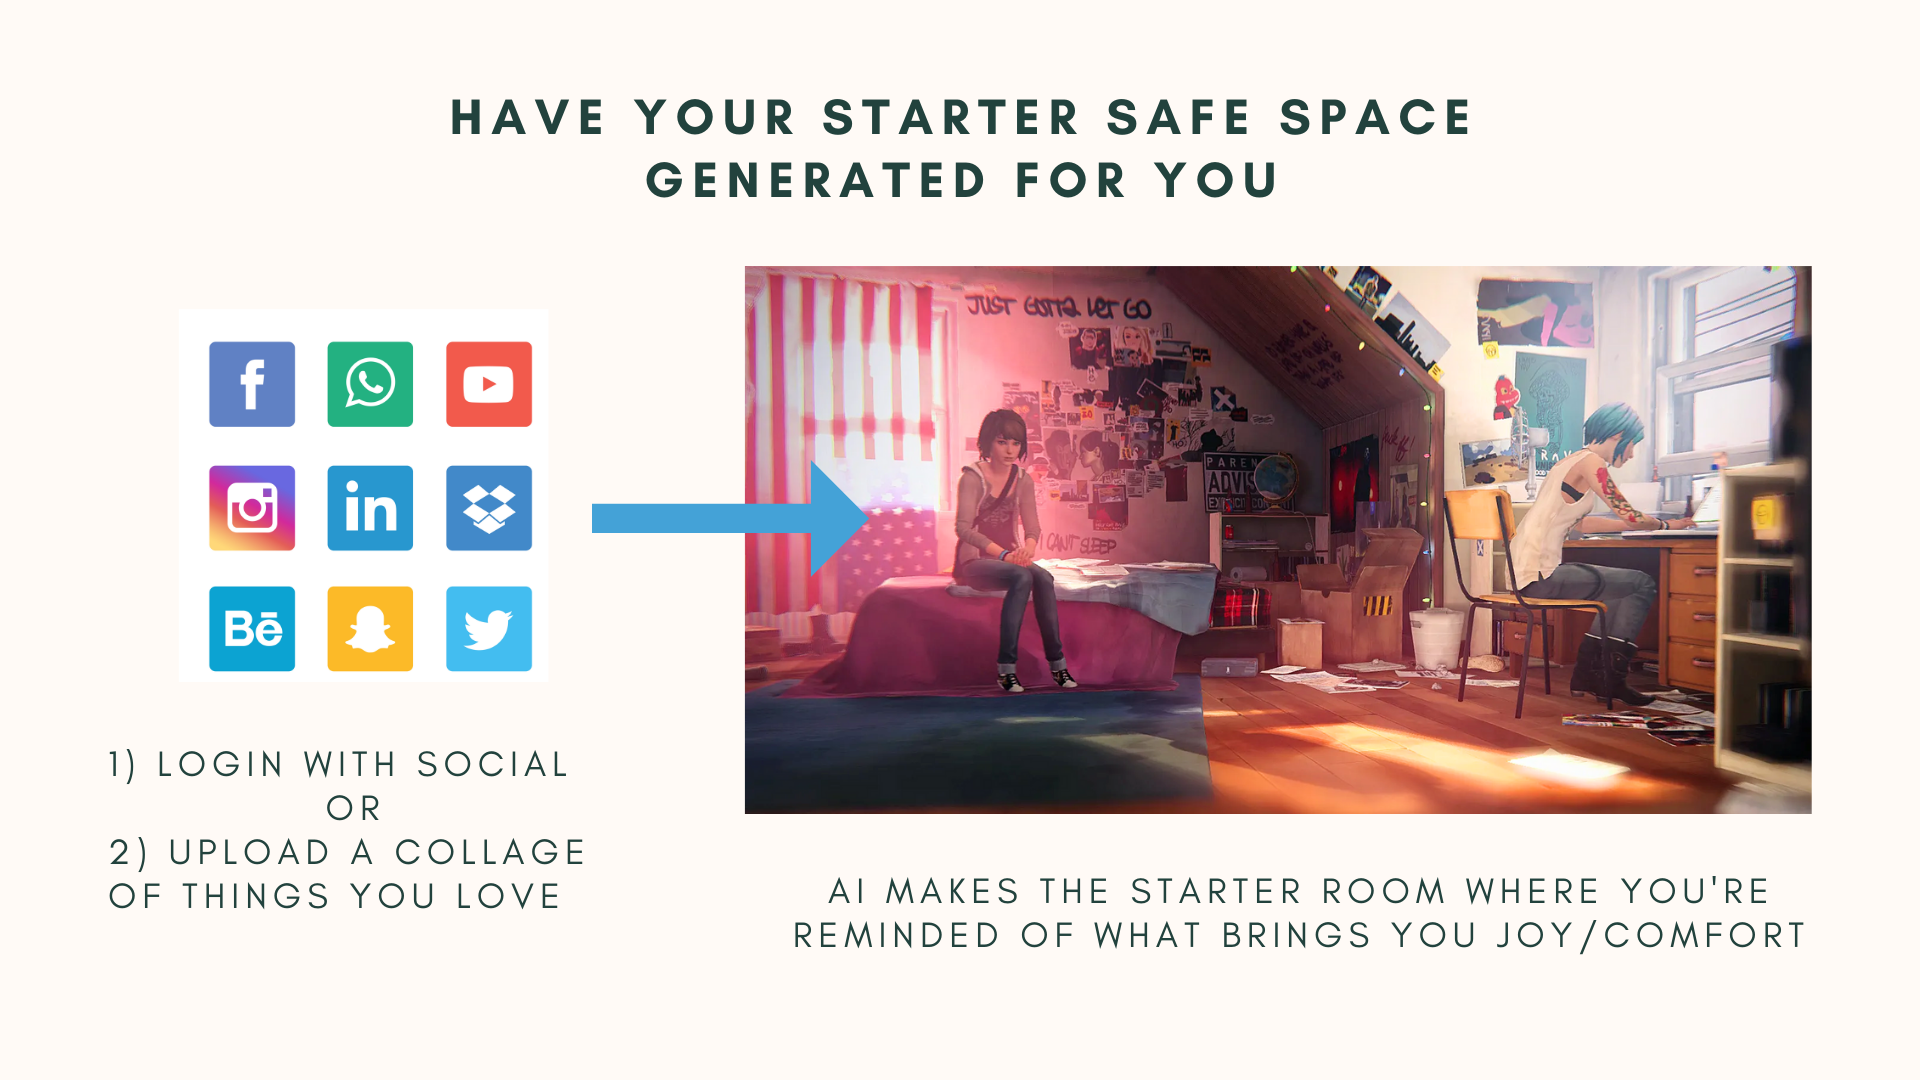 HAVE YOUR STARTER SAFE SPACE
GENERATED FOR YOU
f
in
Bē
JUST GOTTA LET GO
PAREN
ADVIS
I CAN'T SLEEP
1) LOGIN WITH SOCIAL
OR
2) UPLOAD A COLLAGE
OF THINGS YOU LOVE
AI MAKES THE STARTER ROOM WHERE YOU'RE
REMINDED OF WHAT BRINGS YOU JOY/COMFORT